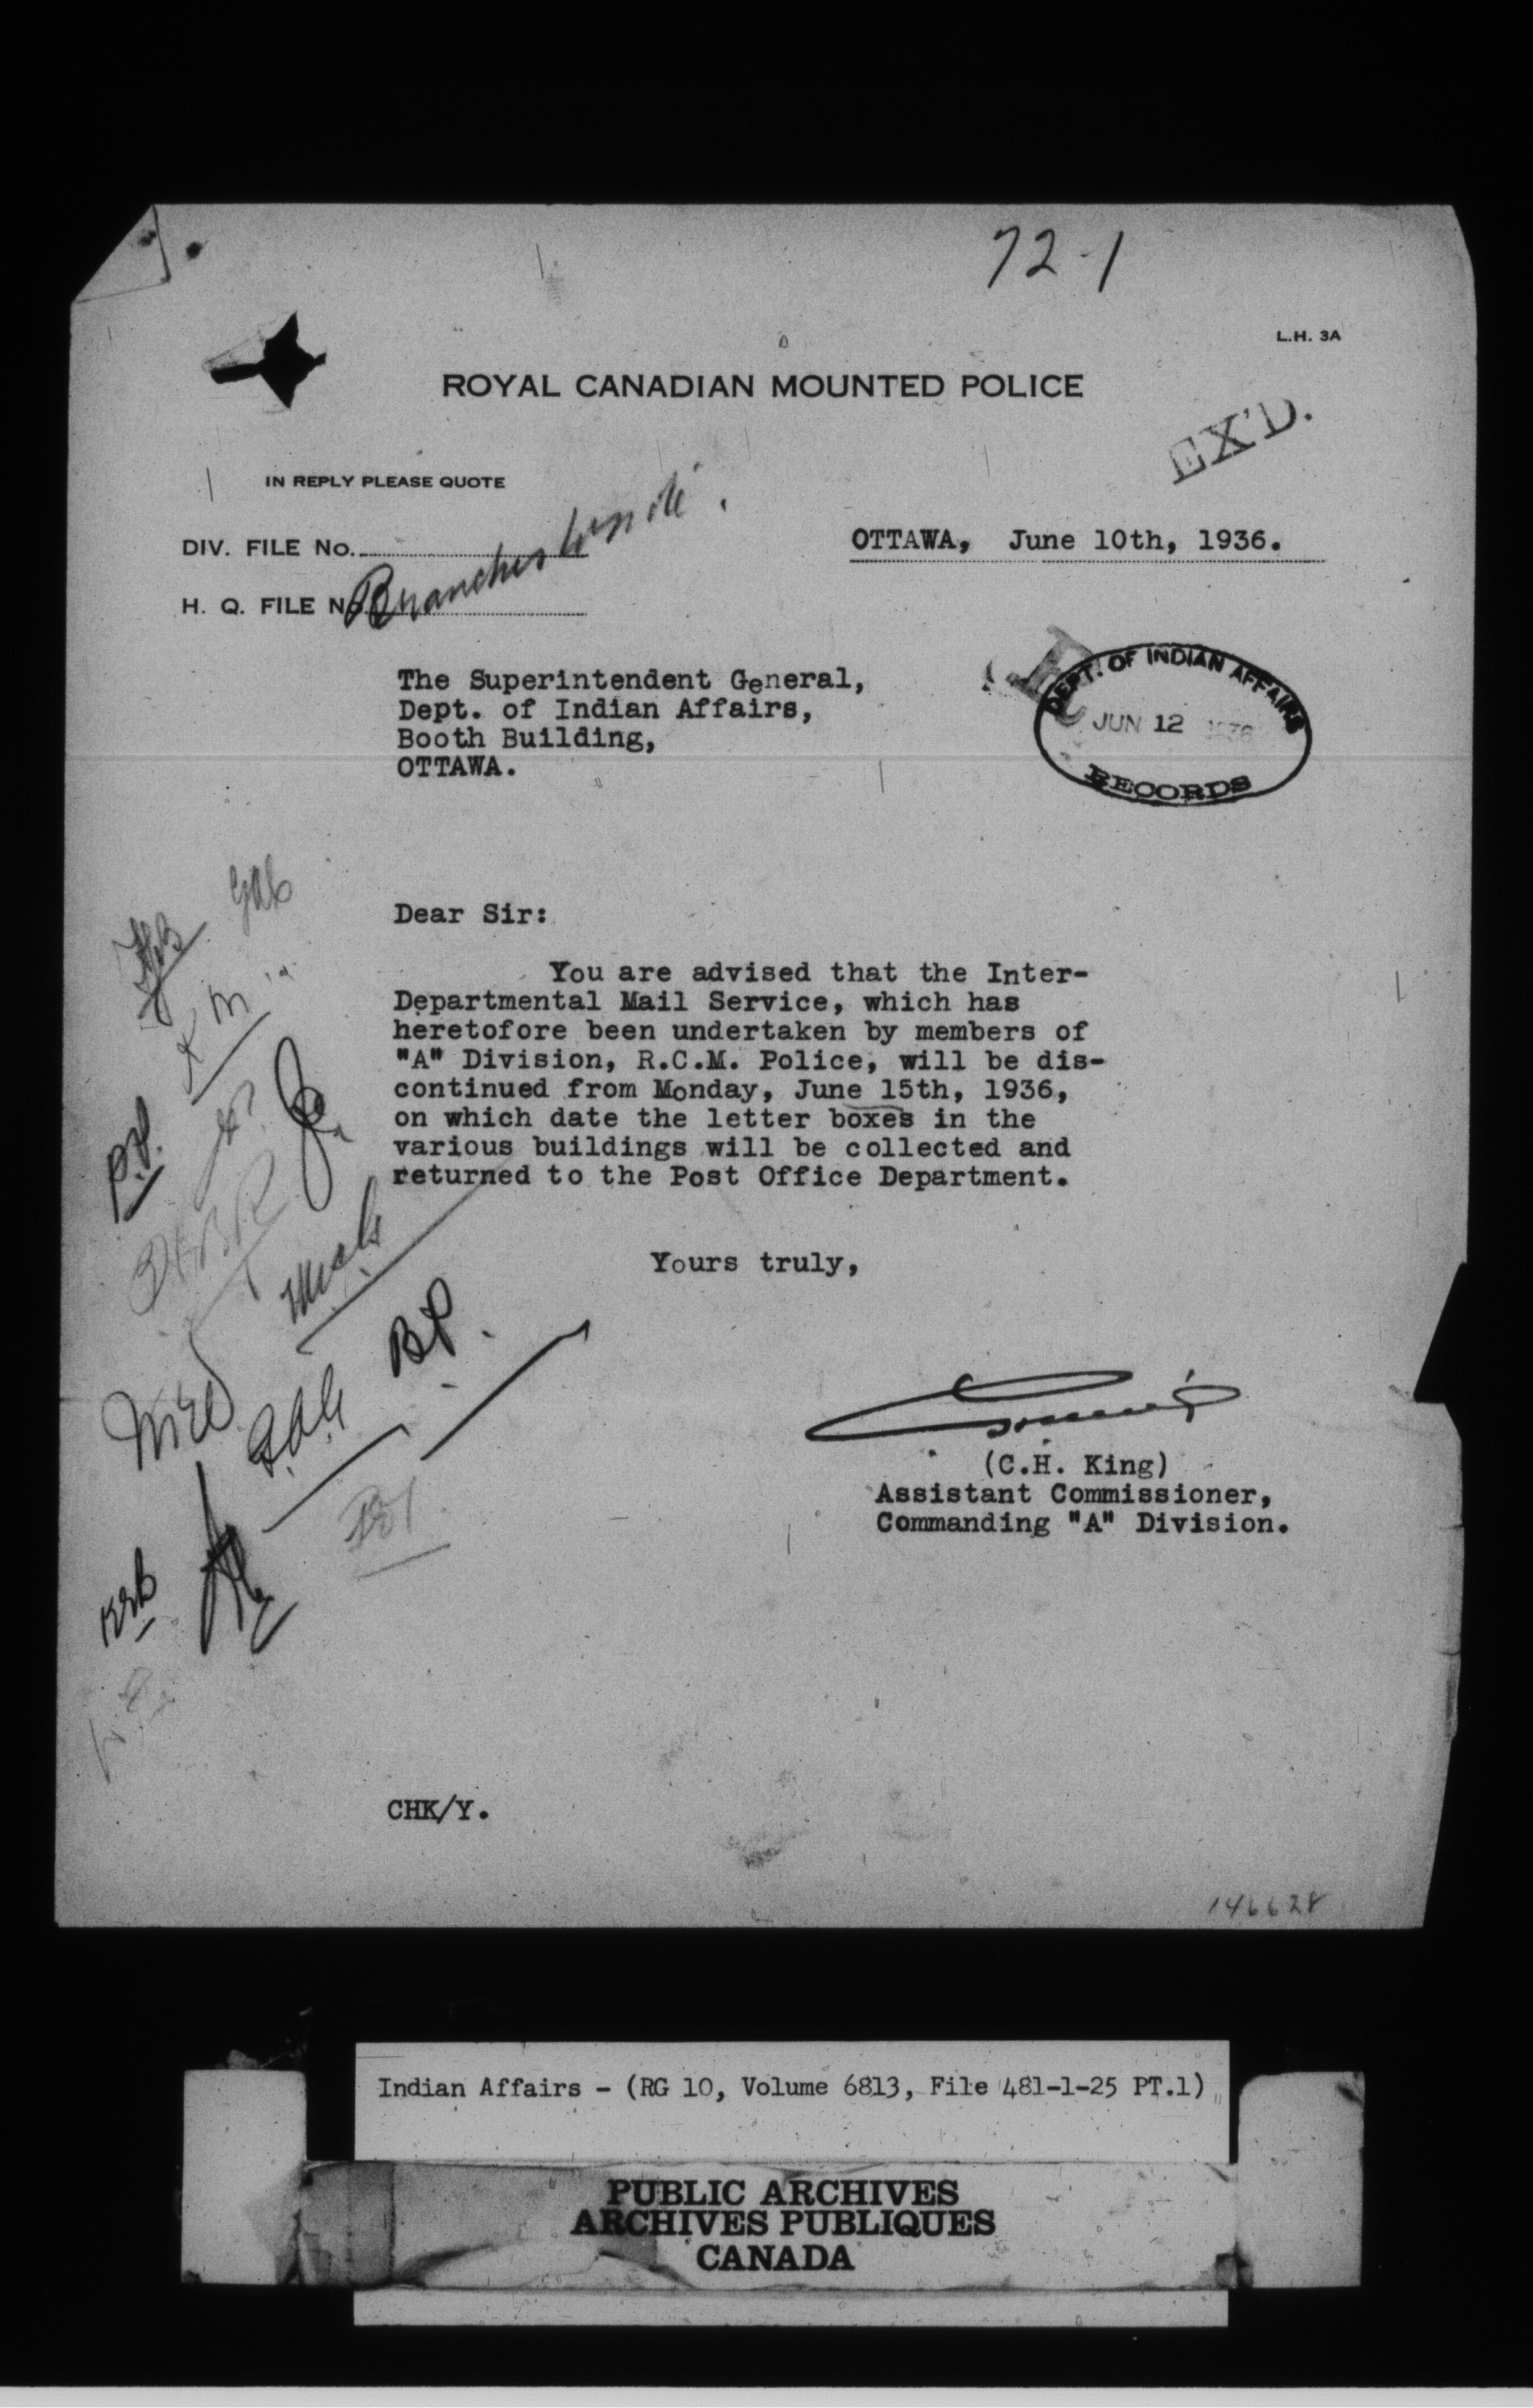 72-1
L.H. 3A
ROYAL CANADIAN MOUNTED POLICE
EX'D.
IN REPLY PLEASE QUOTE
DIV. FILE No.
OTTAWA, June 10th, 1936.
H. Q. FILE No.
Branches
The Superintendent General,
Dept. of Indian Affairs,
Booth Building,
OTTAWA.
DEPT. OF INDIAN AFFAIRS
JUN 12 1936
RECORDS
Dear Sir:
You are advised that the Inter-
Departmental Mail Service, which has
heretofore been undertaken by members of
"A" Division, R.C.M. Police, will be dis-
continued from Monday, June 15th, 1936,
on which date the letter boxes in the
various buildings will be collected and
returned to the Post Office Department.
Yours truly,
B.P.
(C.H. King)
Assistant Commissioner,
Commanding "A" Division.
CHK/Y.
146628
Indian Affairs - (RG 10, Volume 6813, File 481-1-25 PT.1)
PUBLIC ARCHIVES
ARCHIVES PUBLIQUES
CANADA